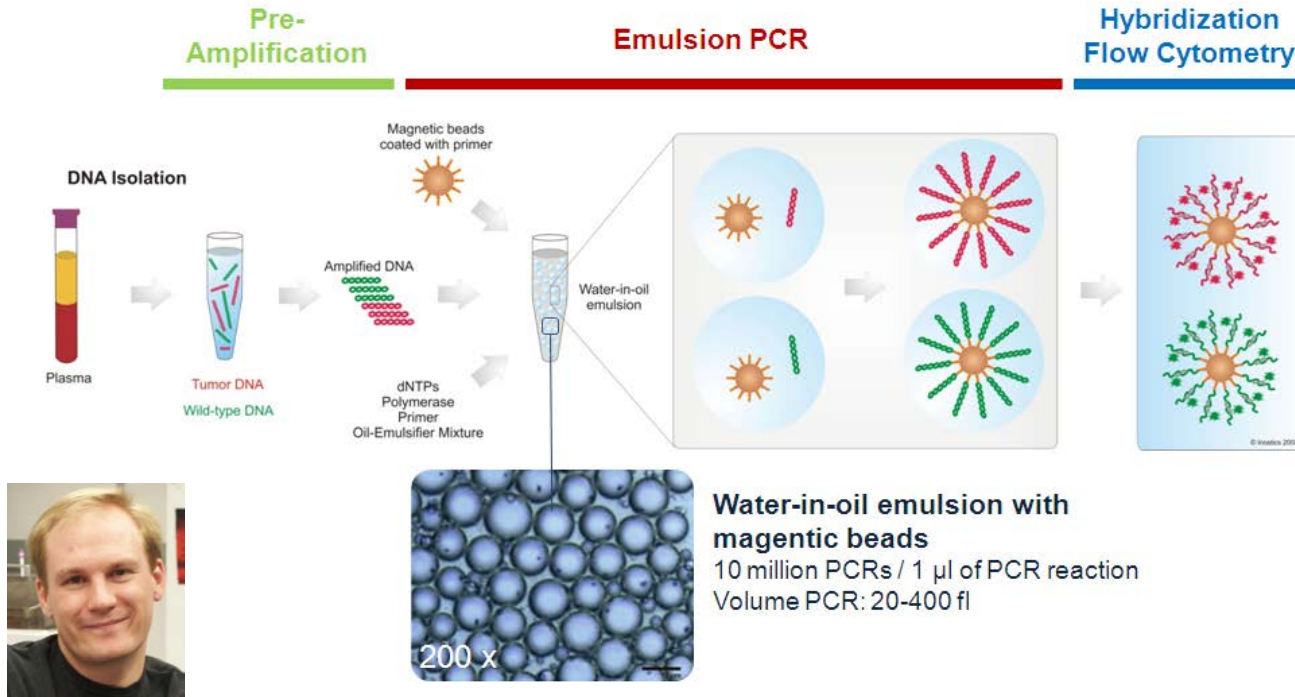 Pre-
Amplification
Emulsion PCR
Hybridization
Flow Cytometry
Magnetic beads
coated with primer
DNA Isolation
Amplified DNA
Water-in-oil
emulsion
Plasma
Tumor DNA
Wild-type DNA
dNTPs
Polymerase
Primer
Oil-Emulsifier Mixture
200 x
Water-in-oil emulsion with
magentic beads
10 million PCRs / 1 µl of PCR reaction
Volume PCR: 20-400 fl